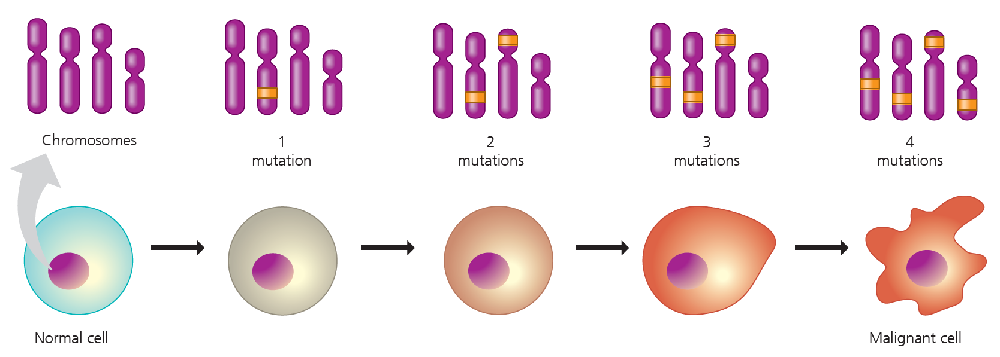 Chromosomes
1
mutation
2
mutations
3
mutations
4
mutations
Normal cell
Malignant cell